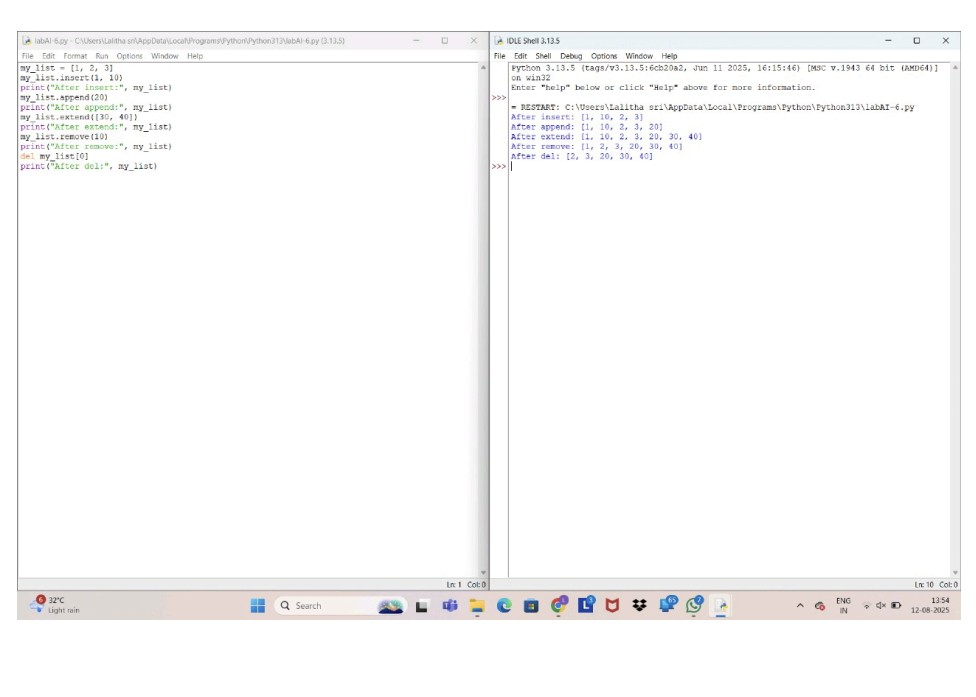 labAI-6.py - C:\Users\Lalitha sri\AppData\Local\Programs\Python\Python313\labAI-6.py (3.13.5)
File Edit Format Run Options Window Help
my_list = [1, 2, 3]
my_list.insert(1, 10)
print("After insert:", my_list)
my_list.append(20)
print("After append:", my_list)
my_list.extend([30, 40])
print("After extend:", my_list)
my_list.remove(10)
print("After remove:", my_list)
del my_list[0]
print("After del:", my_list)
Ln: 1 Col: 0
IDLE Shell 3.13.5
File Edit Shell Debug Options Window Help
Python 3.13.5 (tags/v3.13.5:6cb20a2, Jun 11 2025, 16:15:46) [MSC v.1943 64 bit (AMD64)]
on win32
Enter "help" below or click "Help" above for more information.
>>>
= RESTART: C:\Users\Lalitha sri\AppData\Local\Programs\Python\Python313\labAI-6.py
After insert: [1, 10, 2, 3]
After append: [1, 10, 2, 3, 20]
After extend: [1, 10, 2, 3, 20, 30, 40]
After remove: [1, 2, 3, 20, 30, 40]
After del: [2, 3, 20, 30, 40]
>>>
Ln: 10 Col: 0
32°C
Light rain
Search
ENG
IN
13:54
12-08-2025